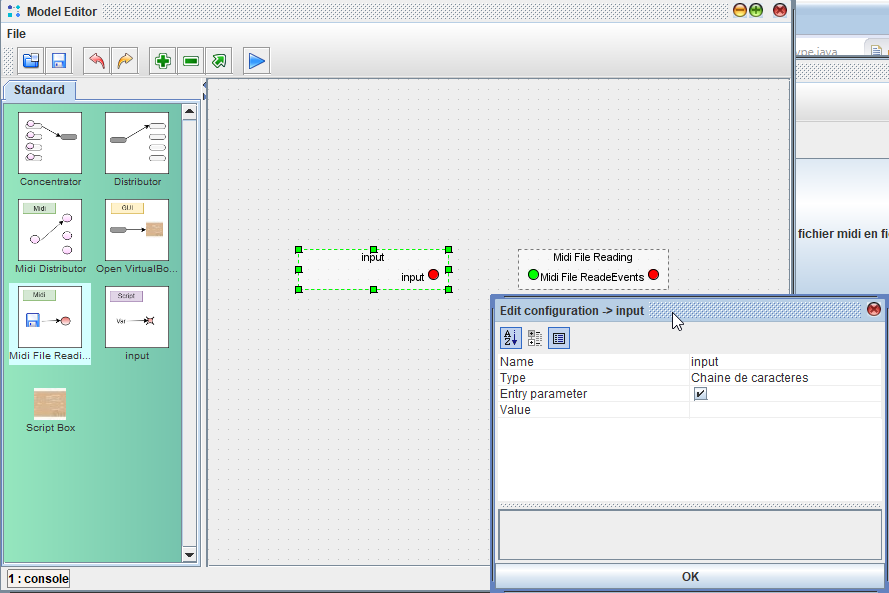 Model Editor
File
ype.java
Standard
Concentrator
Distributor
Midi
GUI
Midi Distributor
Open VirtualBo...
Midi
Script
Var
Midi File Readi...
input
Script Box
input
input
Midi File Reading
Midi File ReadeEvents
fichier midi en fi
Edit configuration -> input
A
Z
Name
input
Type
Chaine de caracteres
Entry parameter
Value
OK
1 : console